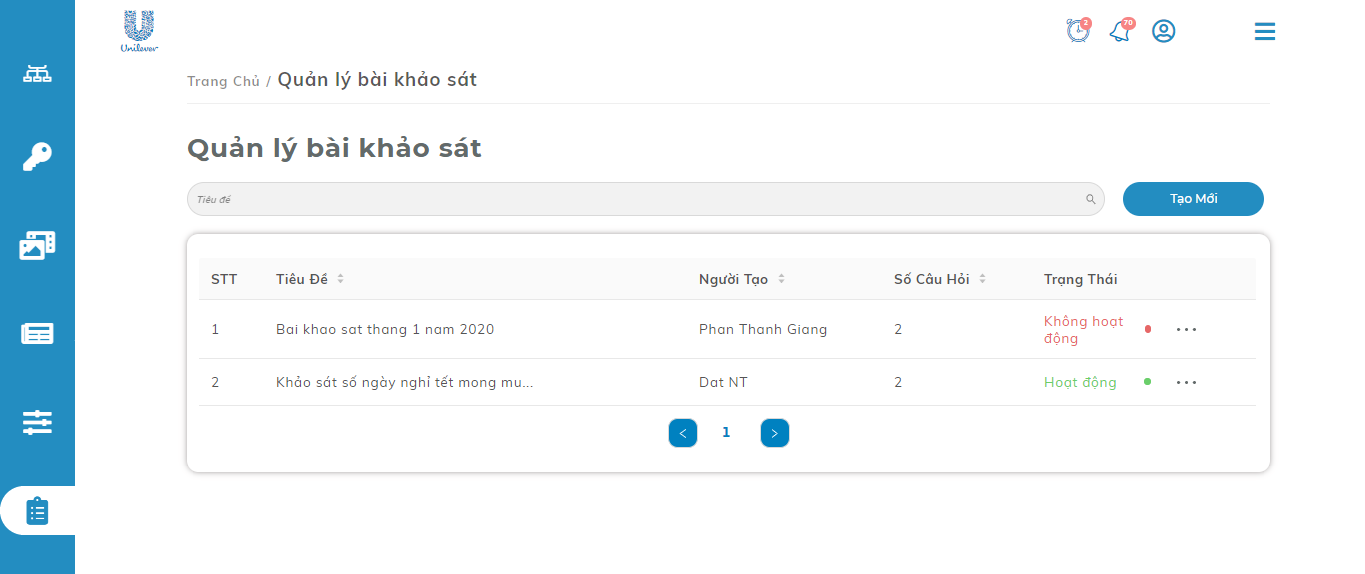 Unilever
2
70
Trang Chủ / Quản lý bài khảo sát
Quản lý bài khảo sát
Tiêu đề
Tạo Mới
STT Tiêu Đề Người Tạo Số Câu Hỏi Trạng Thái
1 Bai khao sat thang 1 nam 2020 Phan Thanh Giang 2 Không hoạt động
2 Khảo sát số ngày nghỉ tết mong mu... Dat NT 2 Hoạt động
< 1 >